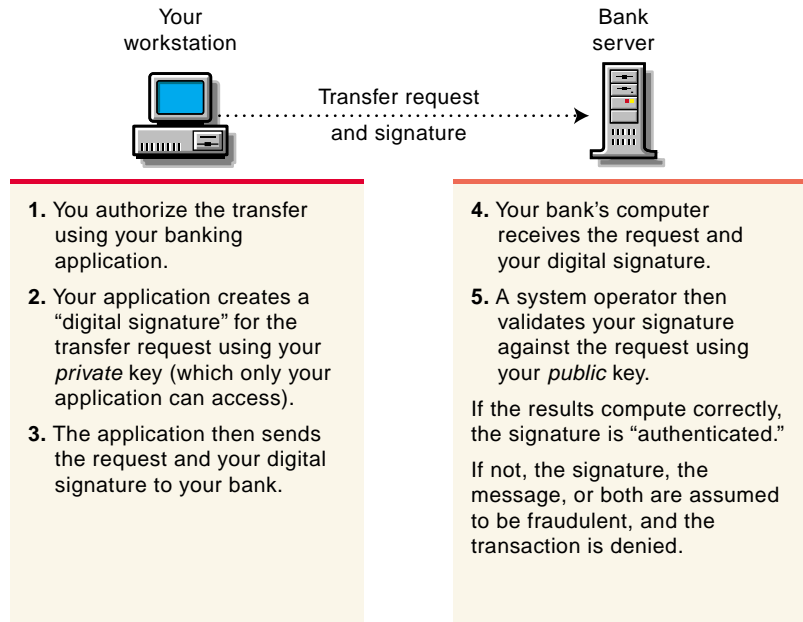 Your
workstation
Bank
server
Transfer request
and signature
1. You authorize the transfer
using your banking
application.
2. Your application creates a
“digital signature” for the
transfer request using your
private key (which only your
application can access).
3. The application then sends
the request and your digital
signature to your bank.
4. Your bank’s computer
receives the request and
your digital signature.
5. A system operator then
validates your signature
against the request using
your public key.
If the results compute correctly,
the signature is “authenticated.”
If not, the signature, the
message, or both are assumed
to be fraudulent, and the
transaction is denied.